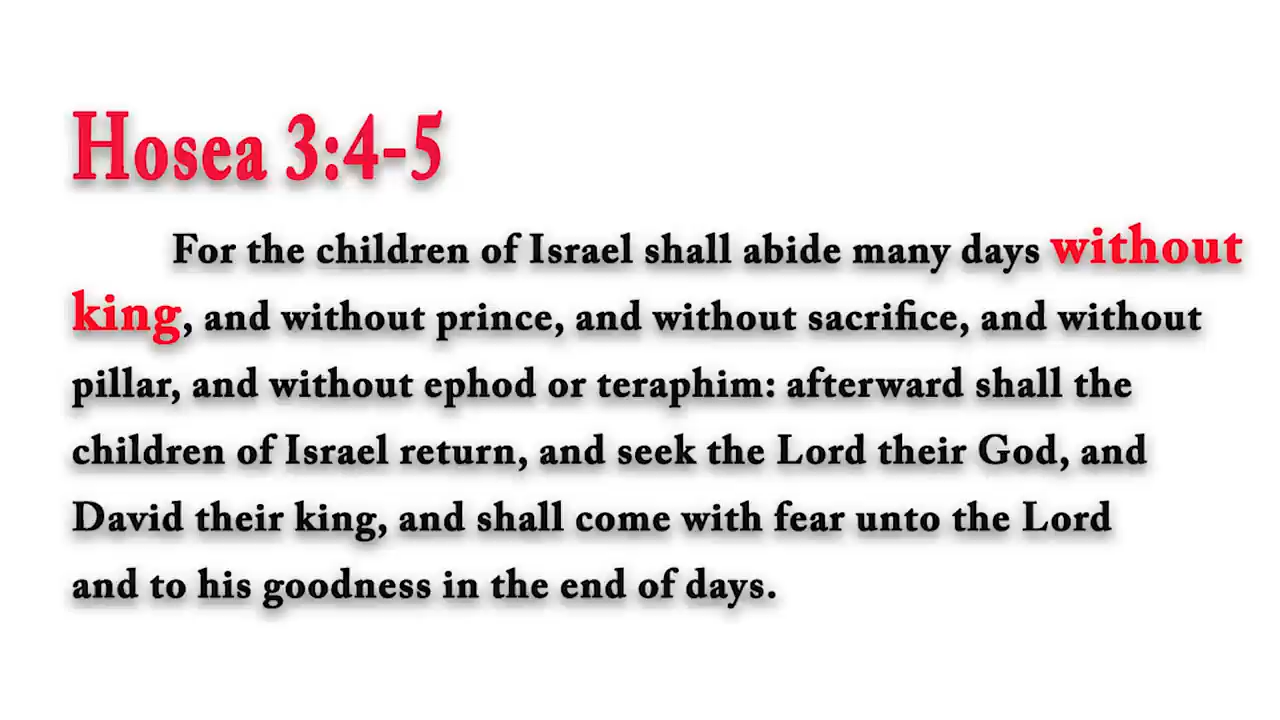 Hosea 3:4-5
For the children of Israel shall abide many days without
king, and without prince, and without sacrifice, and without
pillar, and without ephod or teraphim: afterward shall the
children of Israel return, and seek the Lord their God, and
David their king, and shall come with fear unto the Lord
and to his goodness in the end of days.